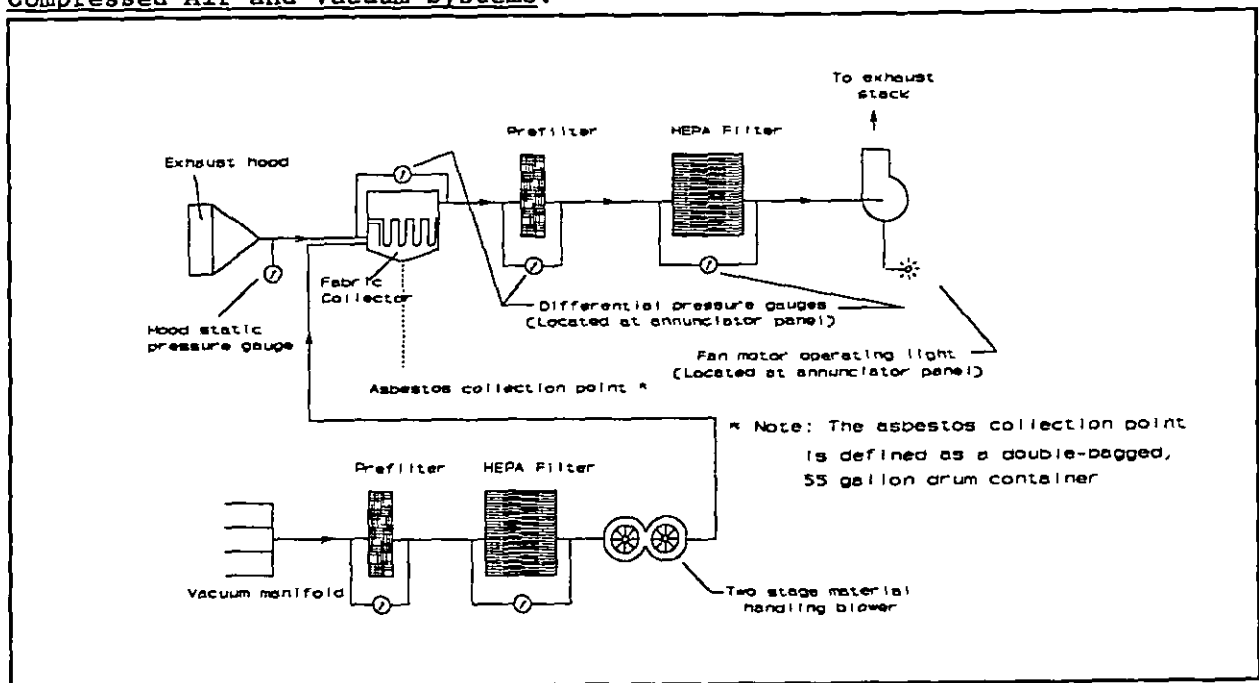 Compressed Air and Vacuum Systems.
To exhaust
stack
Prefilter
HEPA Filter
Exhaust hood
Fabric
Collector
Differential pressure gauges
(Located at annunciator panel)
Hood static
pressure gauge
Fan motor operating light
(Located at annunciator panel)
Asbestos collection point *
* Note: The asbestos collection point
is defined as a double-bagged,
55 gallon drum container
Prefilter
HEPA Filter
Vacuum manifold
Two stage material
handling blower